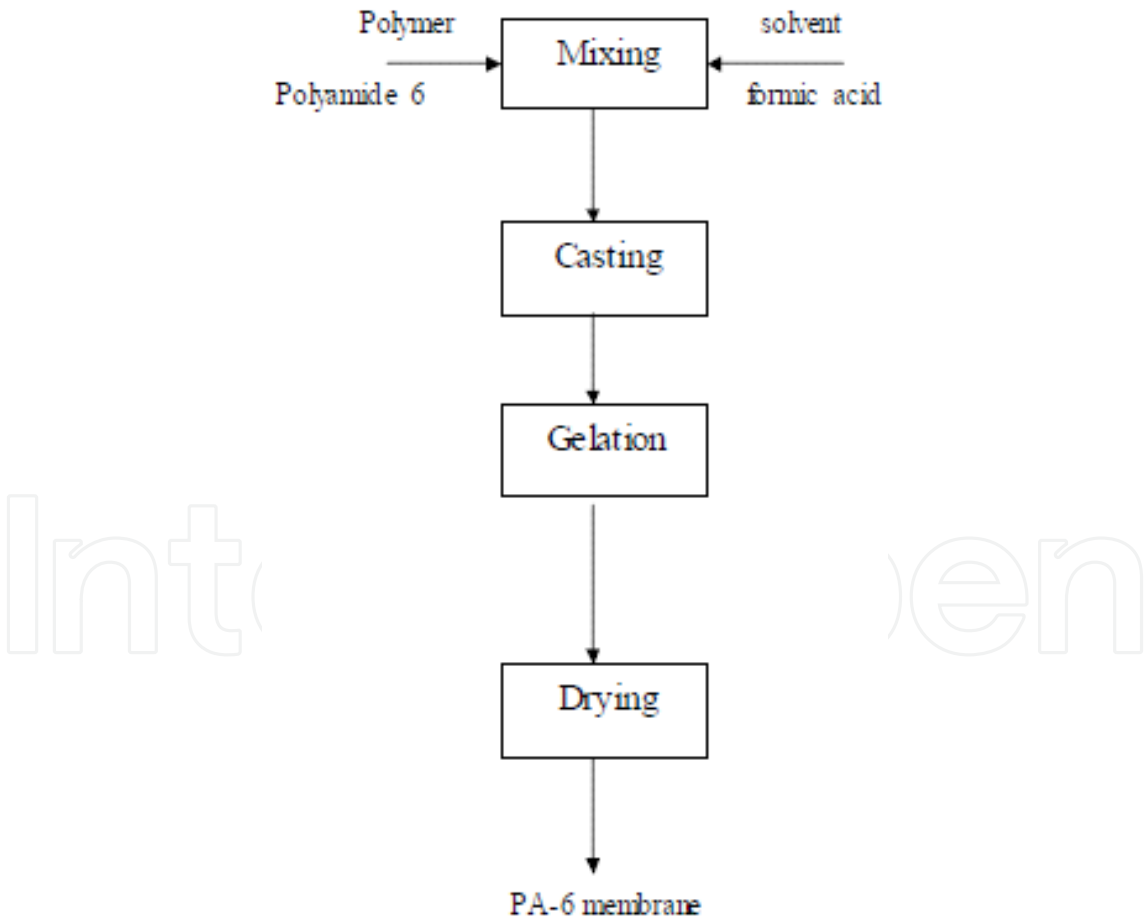 Polymer
Polyamide 6
Mixing
solvent
formic acid
Casting
Gelation
Drying
PA-6 membrane